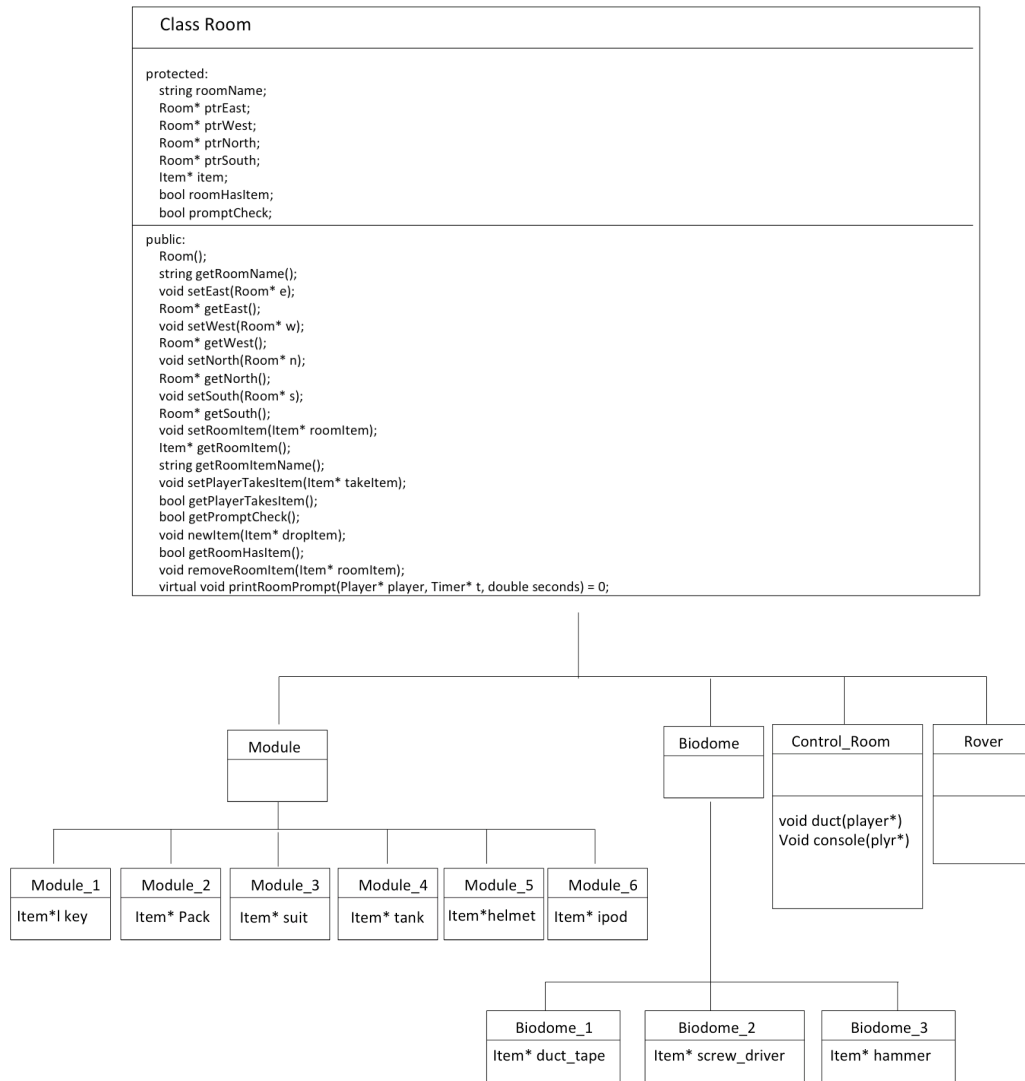 Class Room
protected:
string roomName;
Room* ptrEast;
Room* ptrWest;
Room* ptrNorth;
Room* ptrSouth;
Item* item;
bool roomHasItem;
bool promptCheck;
public:
Room();
string getRoomName();
void setEast(Room* e);
Room* getEast();
void setWest(Room* w);
Room* getWest();
void setNorth(Room* n);
Room* getNorth();
void setSouth(Room* s);
Room* getSouth();
void setRoomItem(Item* roomItem);
Item* getRoomItem();
string getRoomItemName();
void setPlayerTakesItem(Item* takeItem);
bool getPlayerTakesItem();
bool getPromptCheck();
void newItem(Item* dropItem);
bool getRoomHasItem();
void removeRoomItem(Item* roomItem);
virtual void printRoomPrompt(Player* player, Timer* t, double seconds) = 0;
Module
Biodome
Control_Room
Rover
void duct(player*)
Void console(plyr*)
Module_1
Module_2
Module_3
Module_4
Module_5
Module_6
Item*l key
Item* Pack
Item* suit
Item* tank
Item*helmet
Item* ipod
Biodome_1
Biodome_2
Biodome_3
Item* duct_tape
Item* screw_driver
Item* hammer